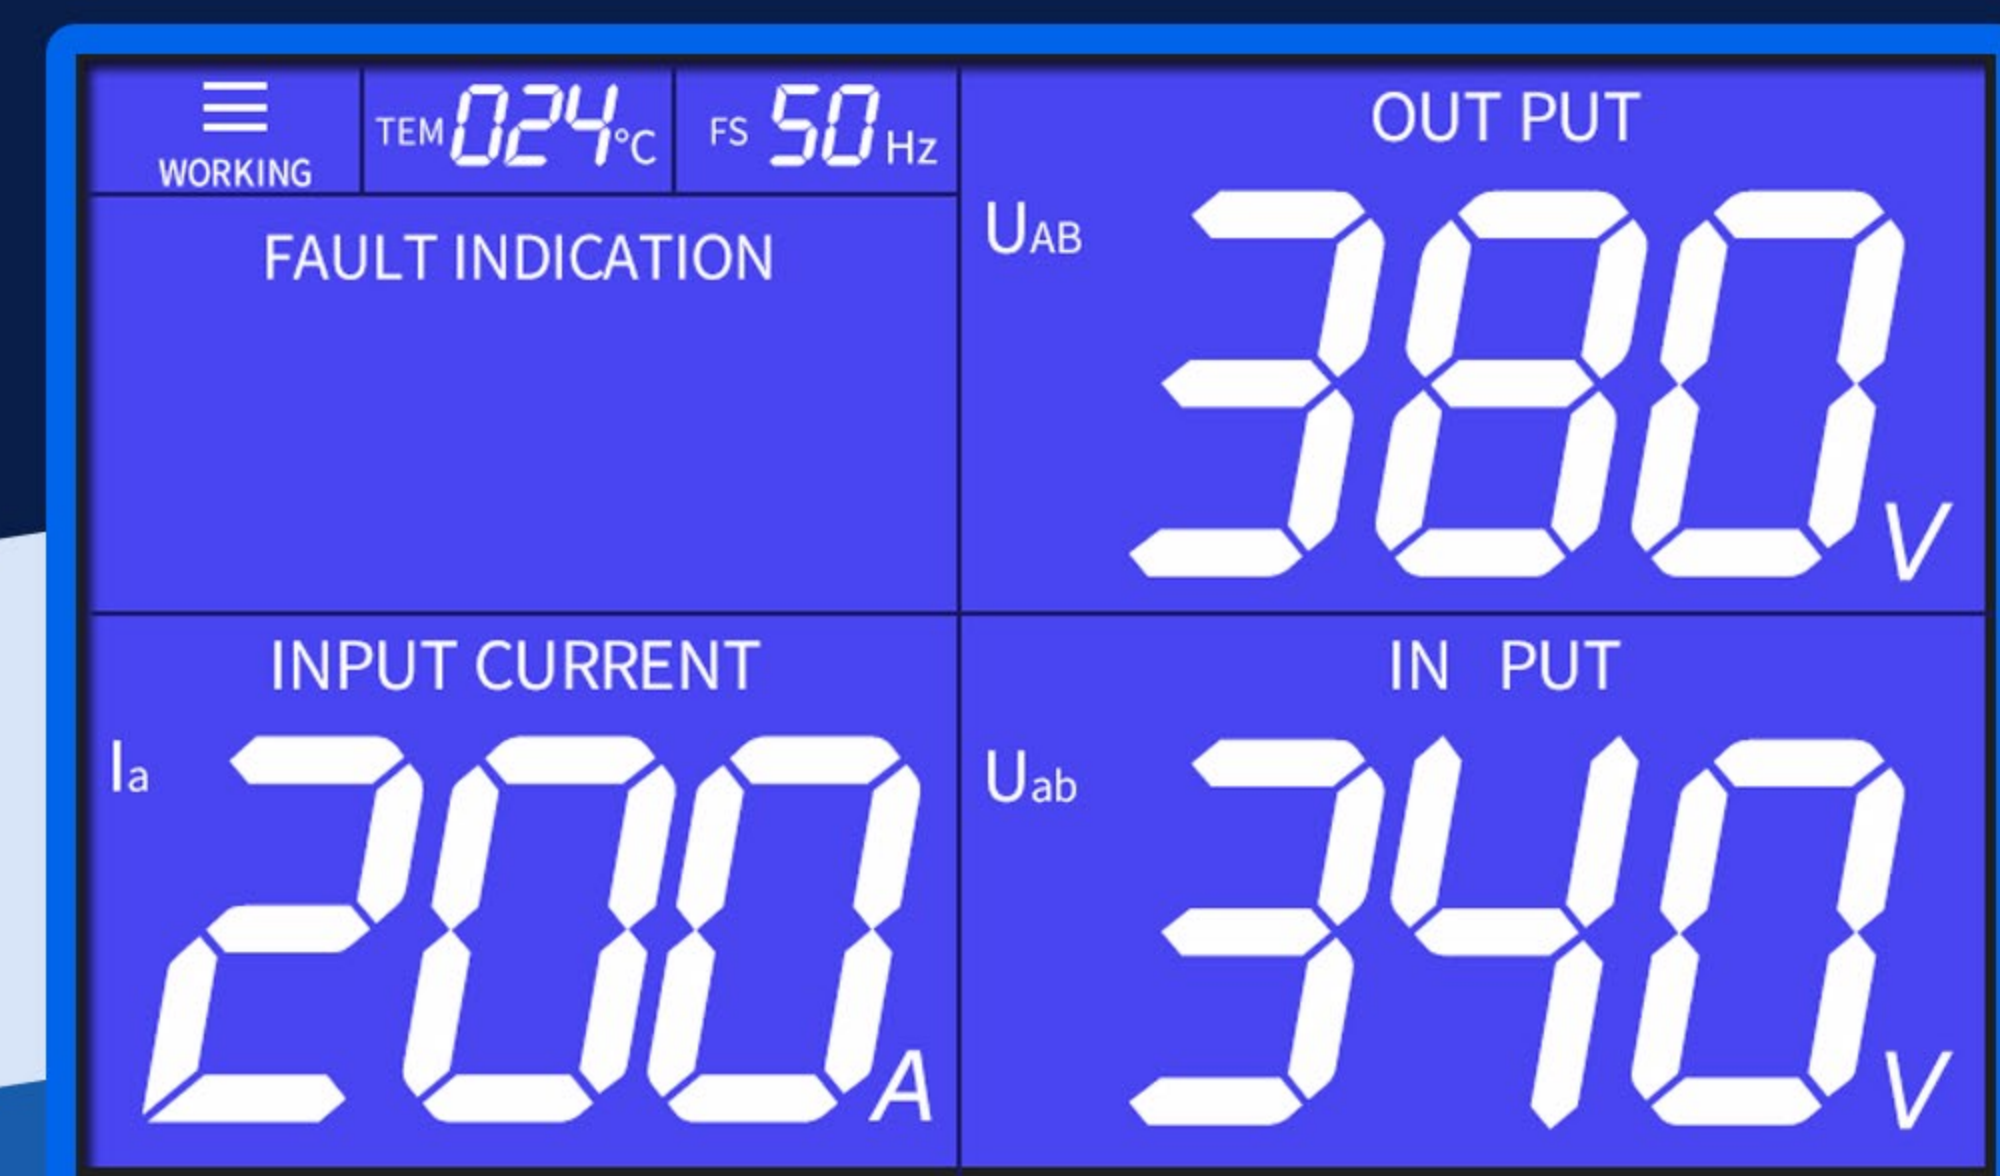 WORKING
TEM 024 °C
FS 50 Hz
FAULT INDICATION
OUT PUT
UAB 380 V
INPUT CURRENT
Ia 200 A
IN PUT
Uab 340 V